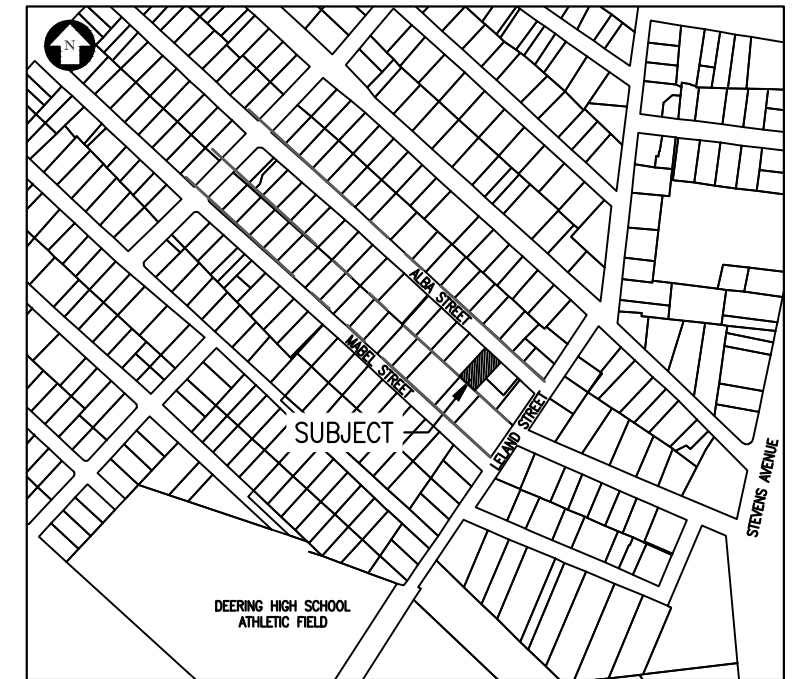 N
ALBA STREET
MABEL STREET
SUBJECT
LELAND STREET
STEVENS AVENUE
DEERING HIGH SCHOOL
ATHLETIC FIELD